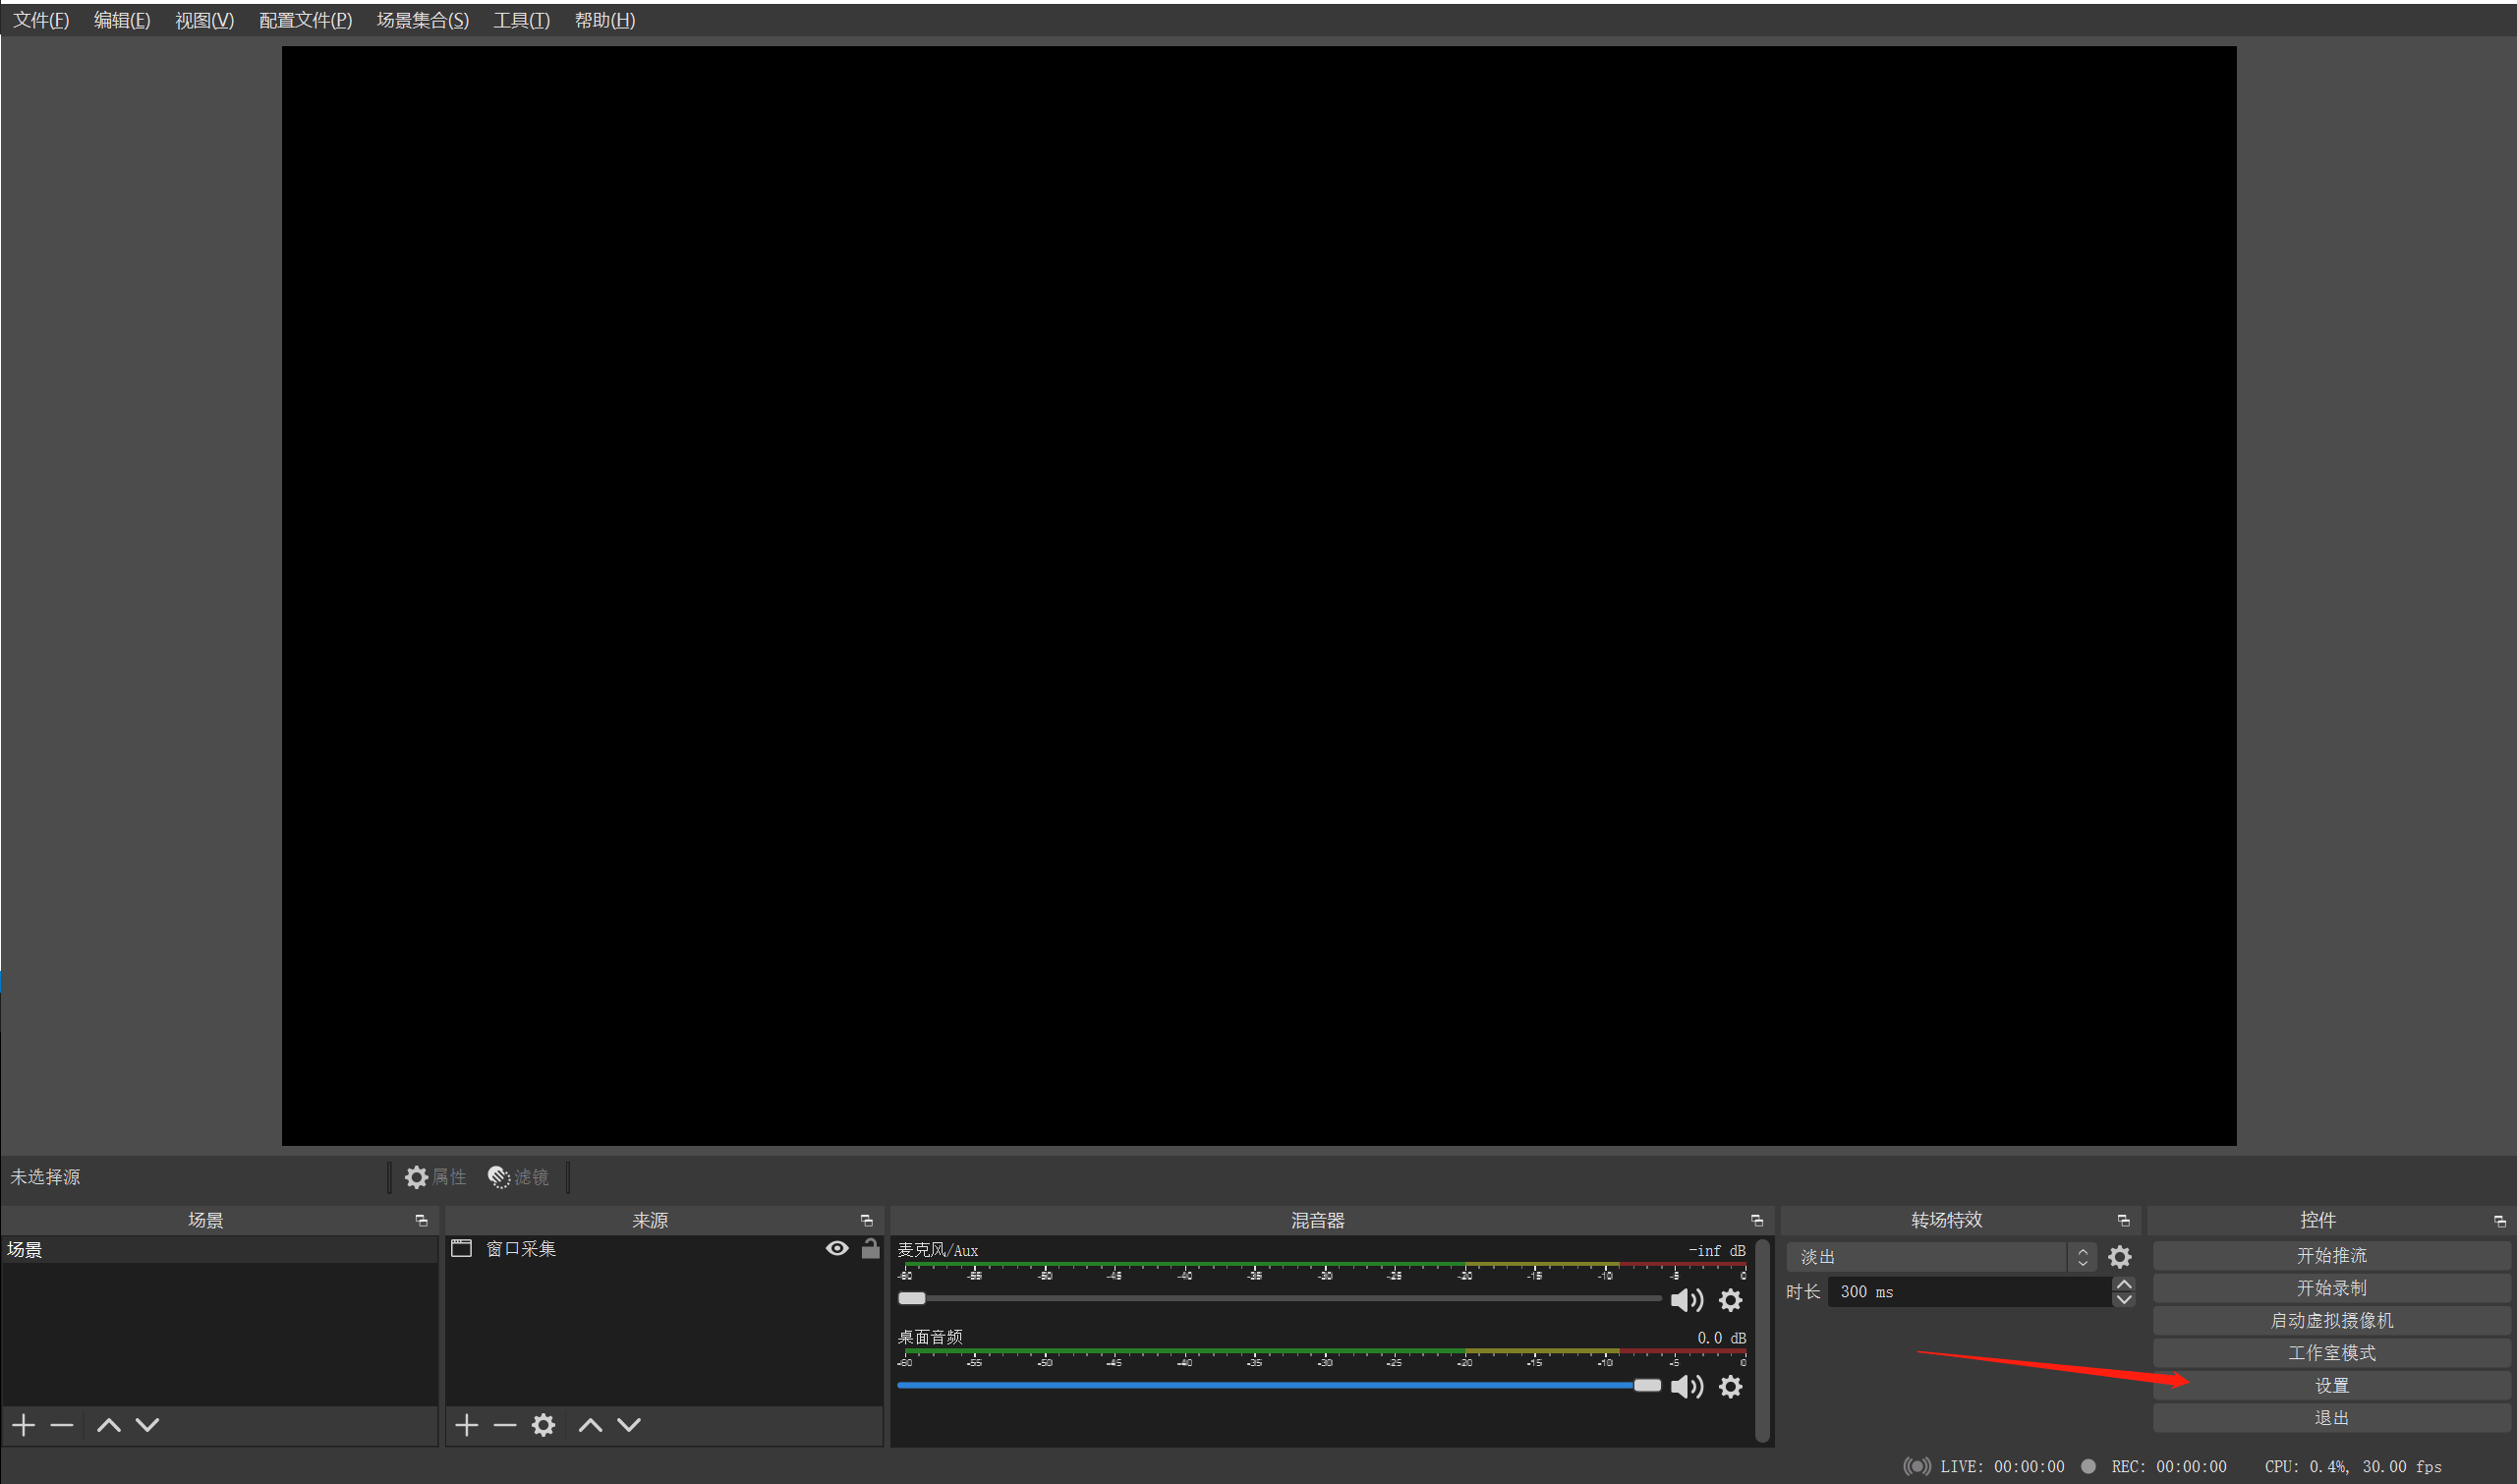 文件(F) 编辑(E) 视图(V) 配置文件(P) 场景集合(S) 工具(T) 帮助(H)
未选择源 属性 滤镜
场景
场景
来源
窗口采集
混音器
麦克风/Aux -inf dB
-60 -55 -50 -45 -40 -35 -30 -25 -20 -15 -10 -5 0
桌面音频 0.0 dB
-60 -55 -50 -45 -40 -35 -30 -25 -20 -15 -10 -5 0
转场特效
淡出
时长 300 ms
控件
开始推流
开始录制
启动虚拟摄像机
工作室模式
设置
退出
LIVE: 00:00:00 REC: 00:00:00 CPU: 0.4%, 30.00 fps